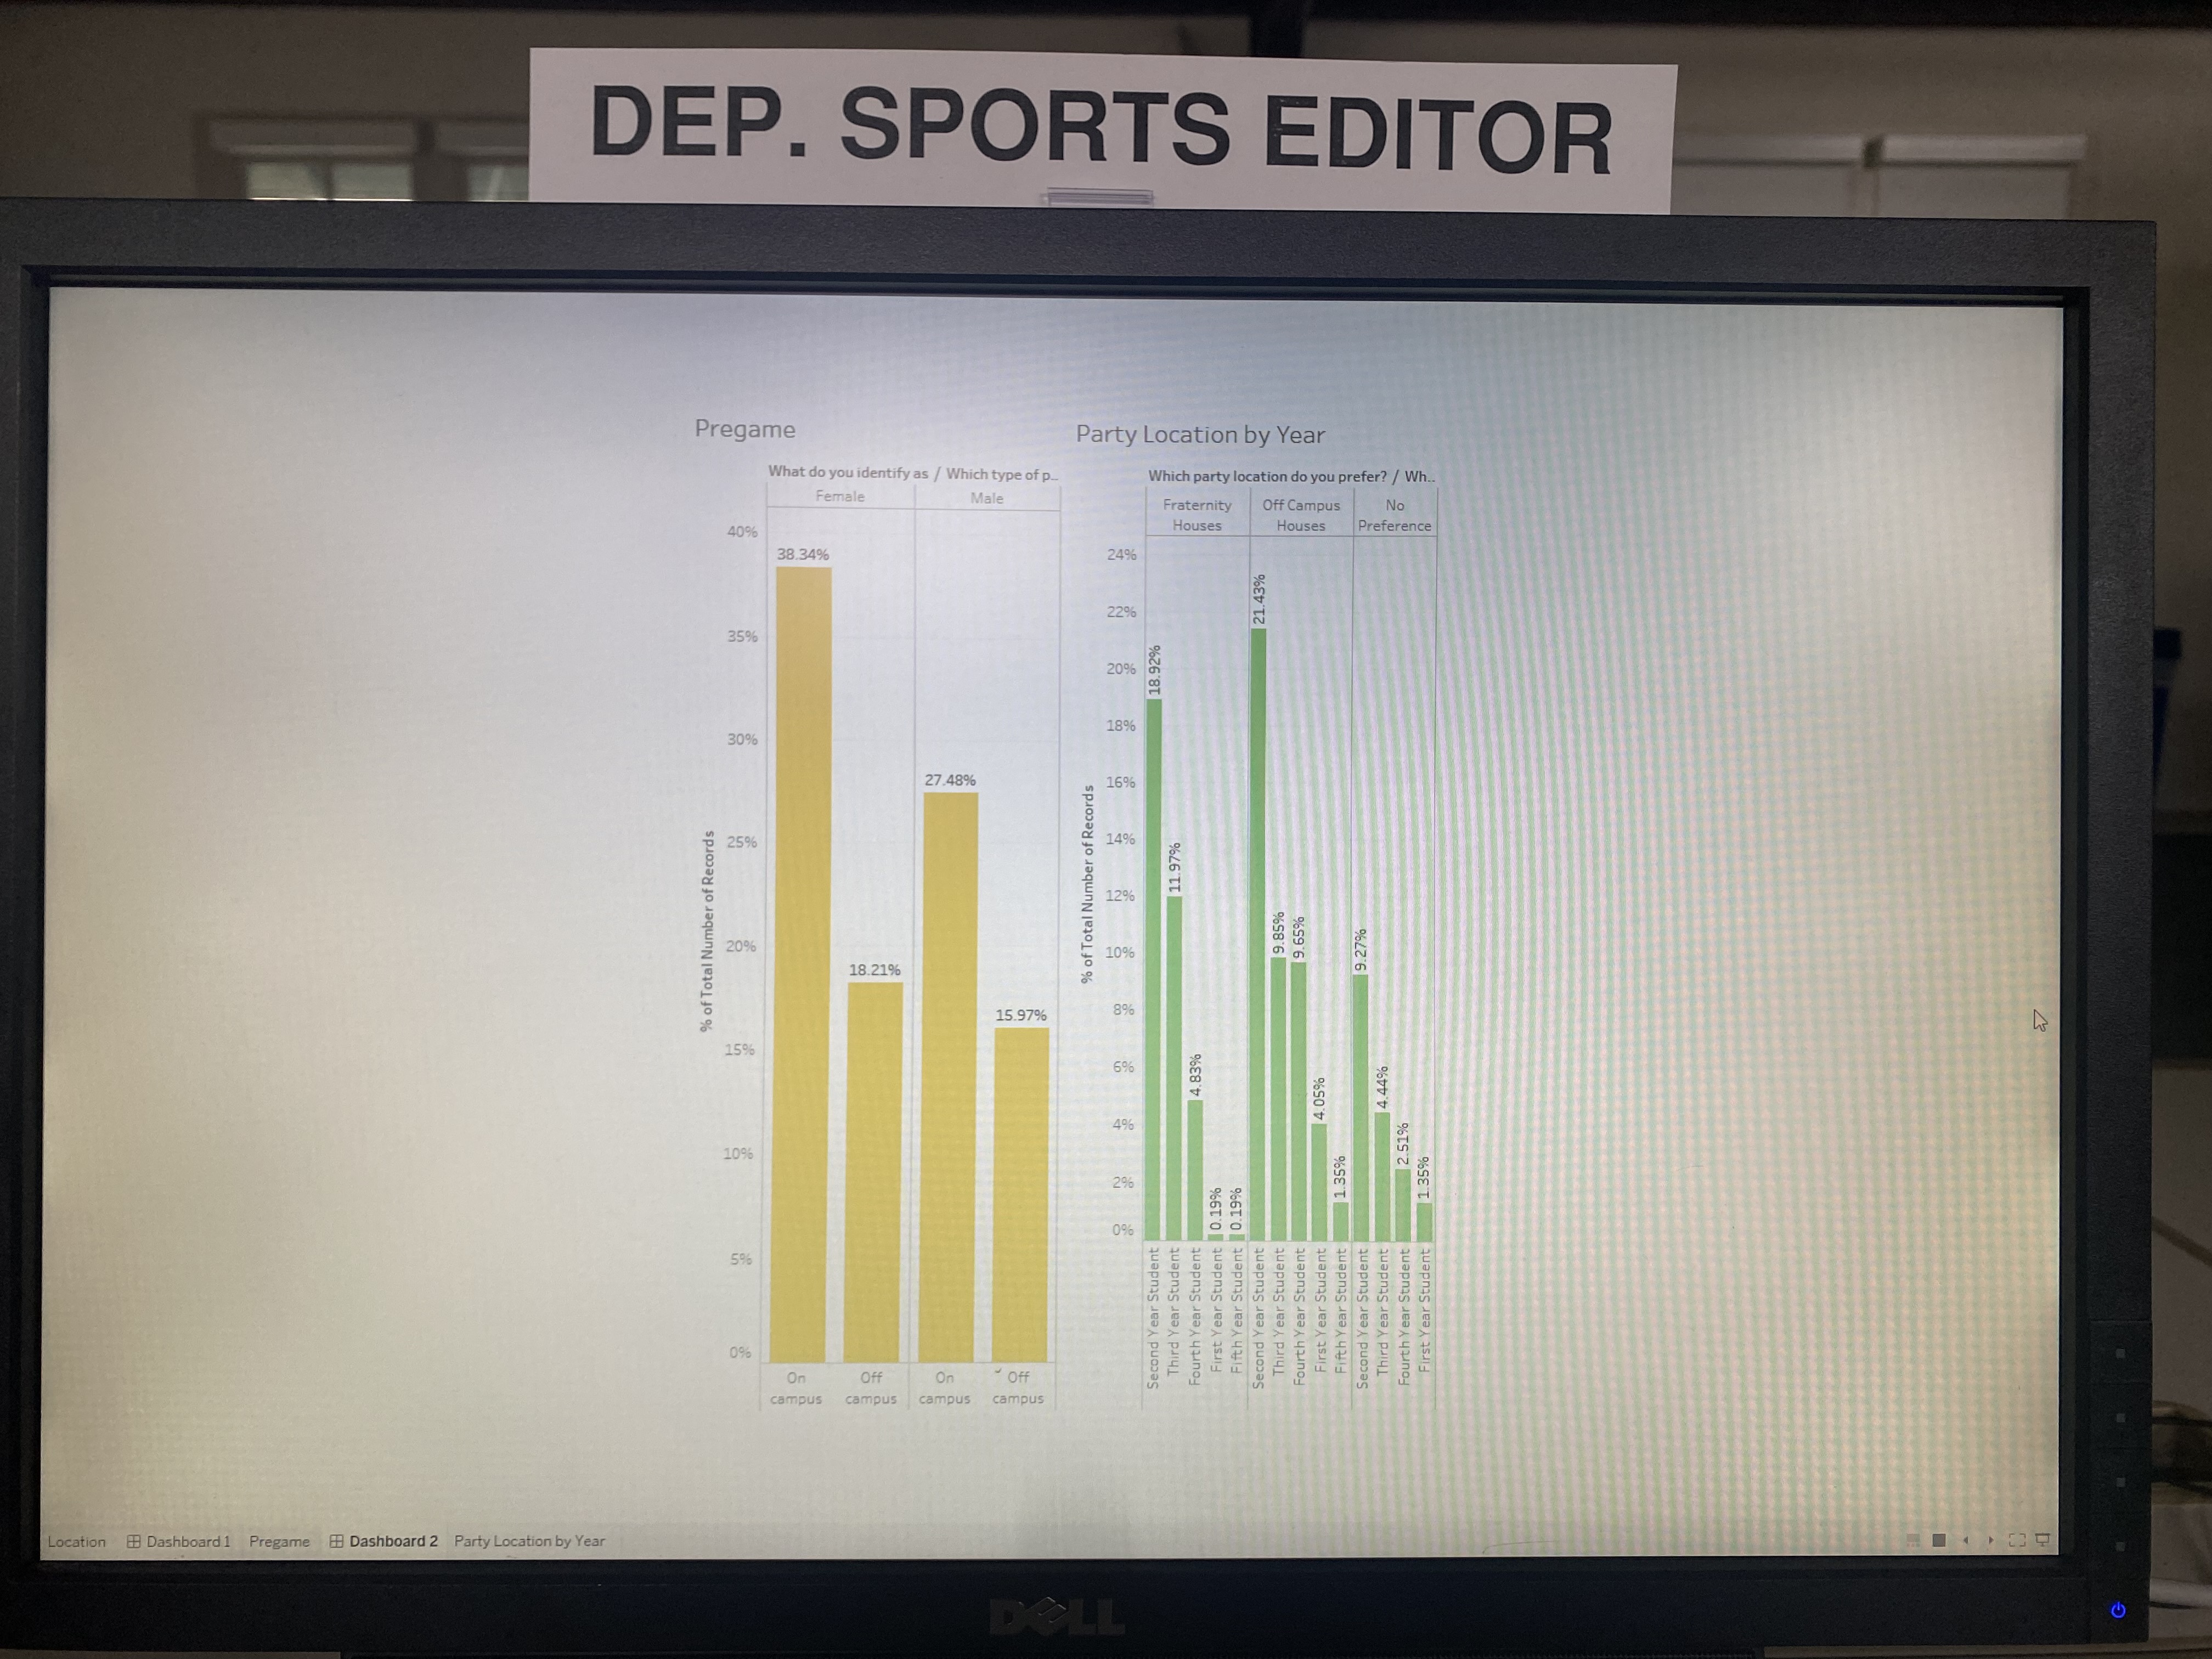 DEP. SPORTS EDITOR
Pregame
What do you identify as / Which type of p..
Female
Male
% of Total Number of Records
40%
35%
30%
25%
20%
15%
10%
5%
0%
38.34%
18.21%
27.48%
15.97%
On campus
Off campus
On campus
Off campus
Party Location by Year
Which party location do you prefer? / Wh..
Fraternity Houses
Off Campus Houses
No Preference
% of Total Number of Records
24%
22%
20%
18%
16%
14%
12%
10%
8%
6%
4%
2%
0%
18.92%
11.97%
4.83%
0.19%
0.19%
21.43%
9.85%
9.65%
4.05%
1.35%
9.27%
4.44%
2.51%
1.35%
Second Year Student
Third Year Student
Fourth Year Student
First Year Student
Fifth Year Student
Second Year Student
Third Year Student
Fourth Year Student
First Year Student
Fifth Year Student
Second Year Student
Third Year Student
Fourth Year Student
First Year Student
Location Dashboard 1 Pregame Dashboard 2 Party Location by Year
DELL